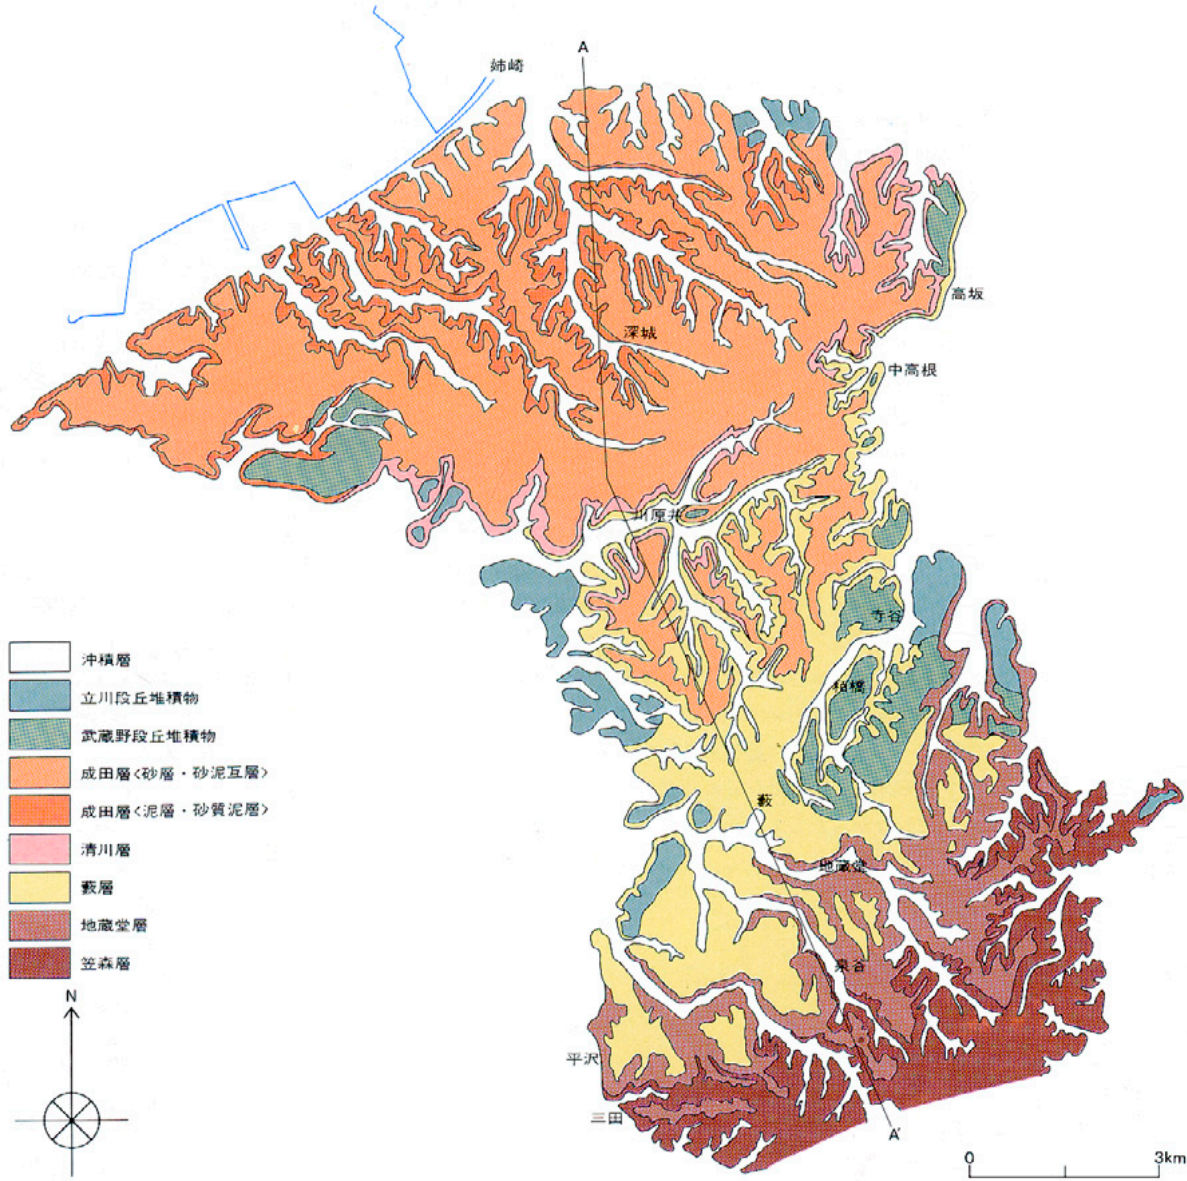 A
姉崎
高坂
深城
中高根
川原井
寺谷
柏橋
藪
地蔵堂
泉谷
平沢
三田
A'
沖積層
立川段丘堆積物
武蔵野段丘堆積物
成田層〈砂層・砂泥互層〉
成田層〈泥層・砂質泥層〉
清川層
藪層
地蔵堂層
笠森層
N
0 3km